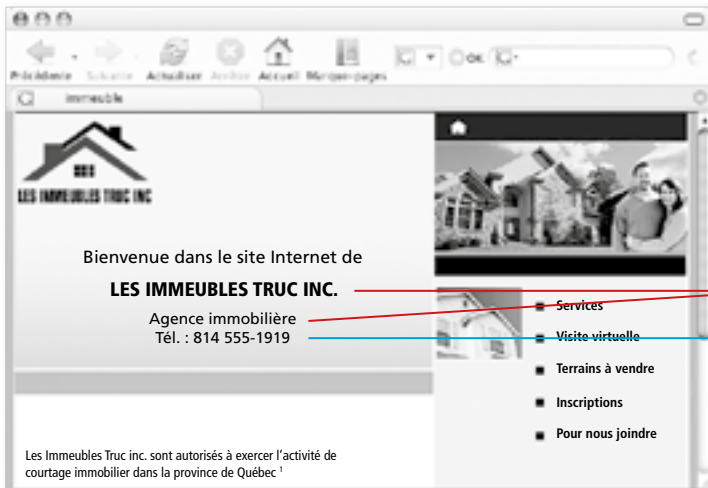 Précédente Suivante Actualiser Arrêter Accueil Marque-pages
OK
immeuble
LES IMMEUBLES TRUC INC
Bienvenue dans le site Internet de
LES IMMEUBLES TRUC INC.
Agence immobilière
Tél. : 814 555-1919
Services
Visite virtuelle
Terrains à vendre
Inscriptions
Pour nous joindre
Les Immeubles Truc inc. sont autorisés à exercer l’activité de
courtage immobilier dans la province de Québec ¹